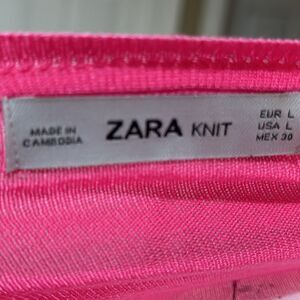 MADE IN
CAMBODIA
ZARA KNIT
EUR L
USA L
MEX 30